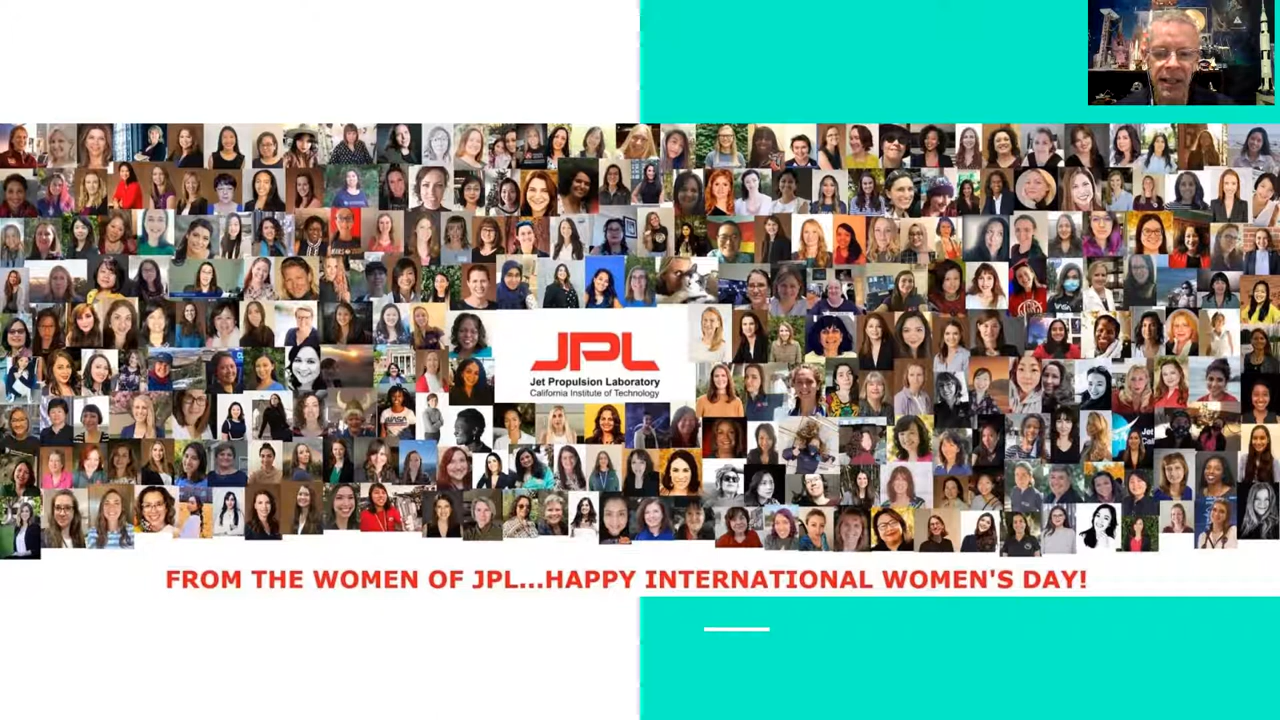 JPL
Jet Propulsion Laboratory
California Institute of Technology
FROM THE WOMEN OF JPL...HAPPY INTERNATIONAL WOMEN'S DAY!